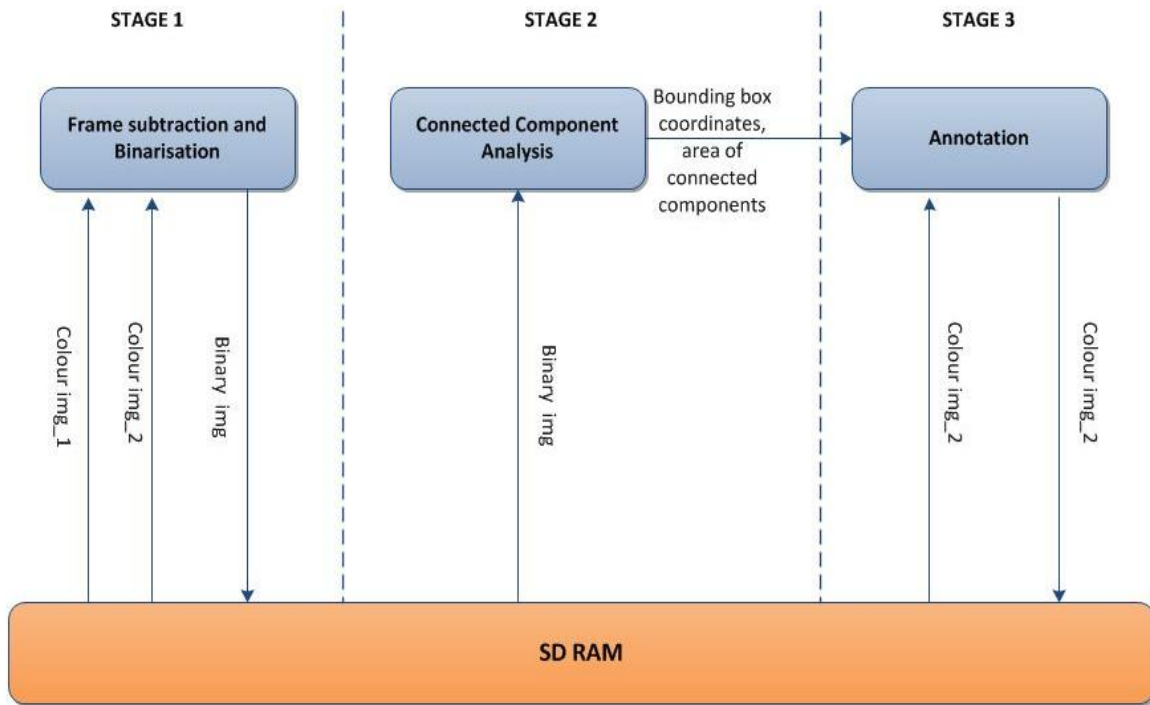 STAGE 1
STAGE 2
STAGE 3
Frame subtraction and
Binarisation
Connected Component
Analysis
Bounding box
coordinates,
area of
connected
components
Annotation
Colour img_1
Colour img_2
Binary img
Binary img
Colour img_2
Colour img_2
SD RAM